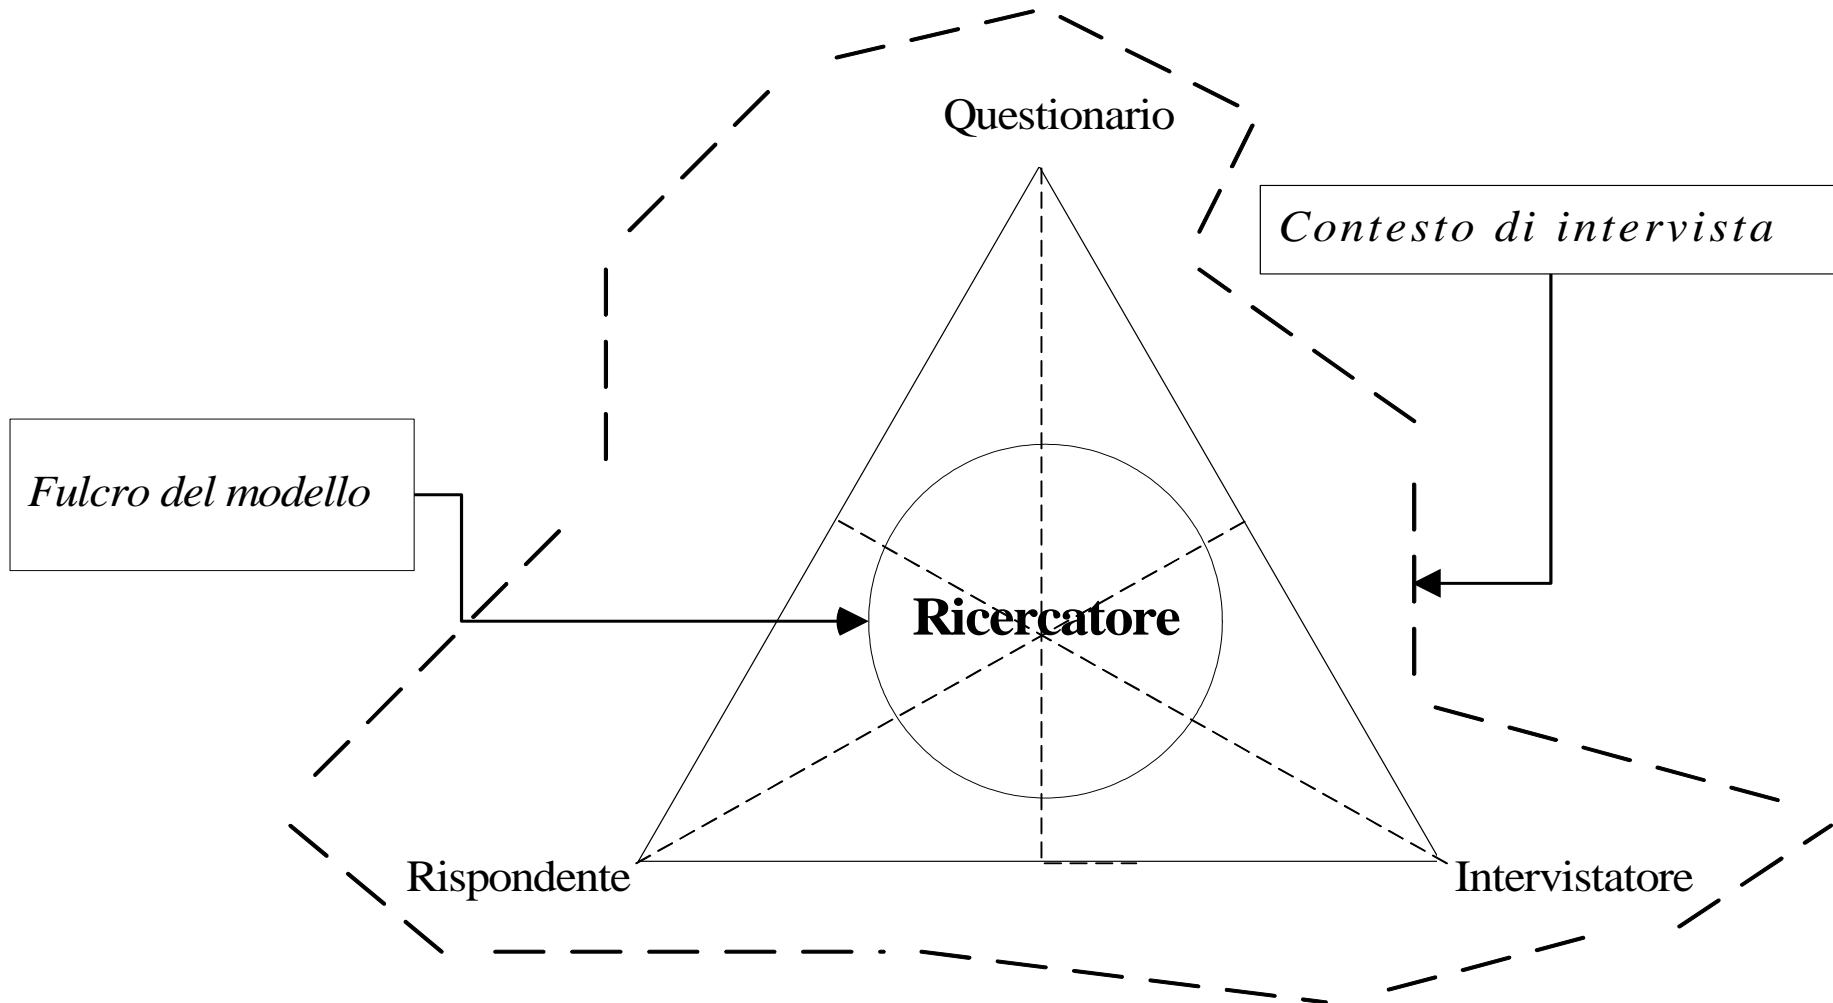 Questionario
Contesto di intervista
Fulcro del modello
Ricercatore
Rispondente
Intervistatore